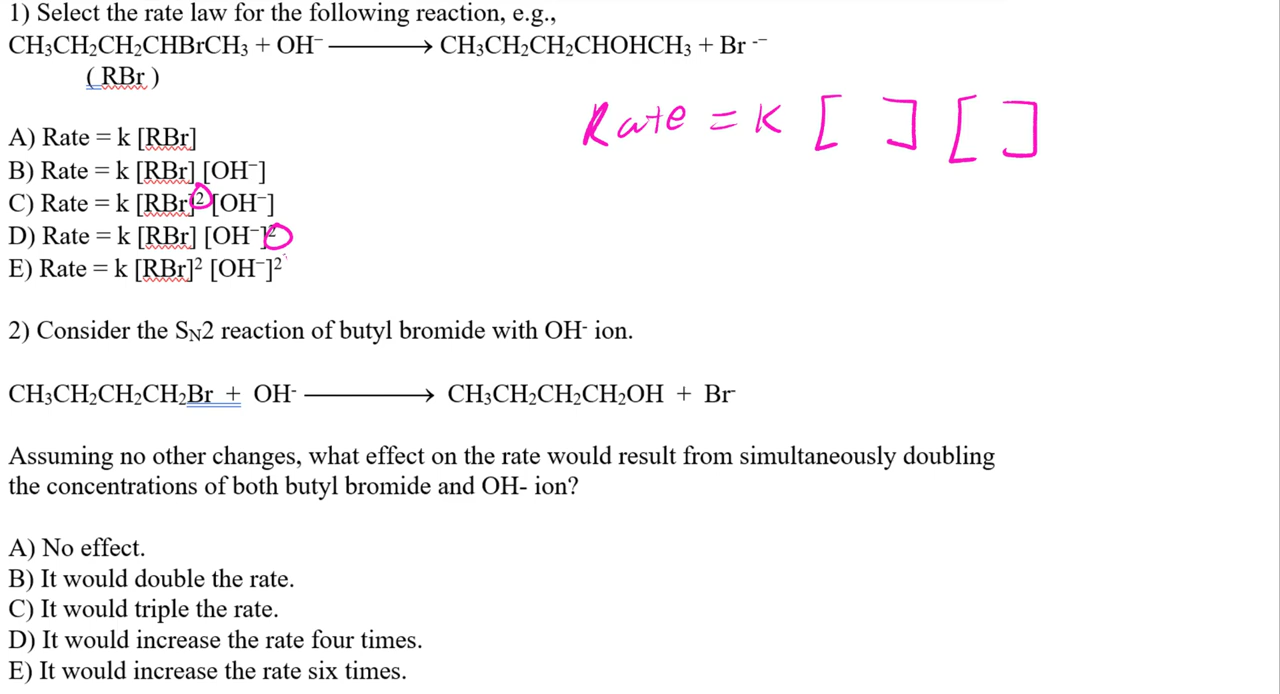 1) Select the rate law for the following reaction, e.g.,
CH₃CH₂CH₂CHBrCH₃ + OH⁻ ⟶ CH₃CH₂CH₂CHOHCH₃ + Br ⁻
(RBr)
Rate = K [ ] [ ]
A) Rate = k [RBr]
B) Rate = k [RBr] [OH⁻]
C) Rate = k [RBr]² [OH⁻]
D) Rate = k [RBr] [OH⁻]²
E) Rate = k [RBr]² [OH⁻]²
2) Consider the S_N2 reaction of butyl bromide with OH⁻ ion.
CH₃CH₂CH₂CH₂Br + OH⁻ ⟶ CH₃CH₂CH₂CH₂OH + Br⁻
Assuming no other changes, what effect on the rate would result from simultaneously doubling
the concentrations of both butyl bromide and OH- ion?
A) No effect.
B) It would double the rate.
C) It would triple the rate.
D) It would increase the rate four times.
E) It would increase the rate six times.